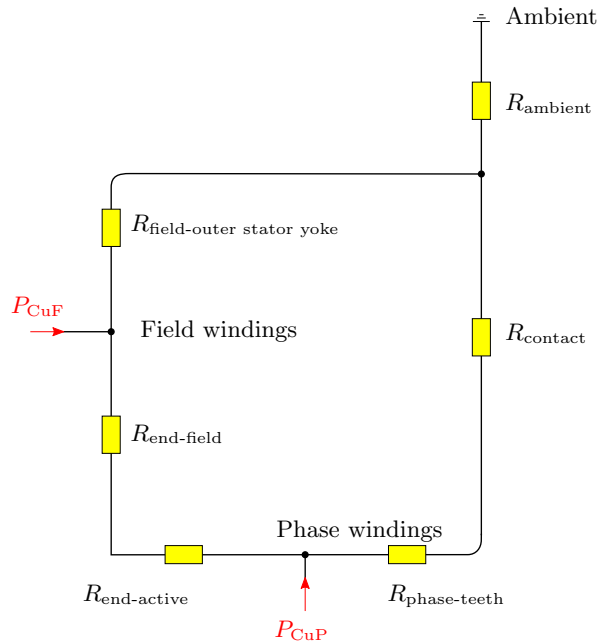 Ambient
R_ambient
R_field-outer stator yoke
P_CuF
Field windings
R_contact
R_end-field
Phase windings
R_end-active
R_phase-teeth
P_CuP